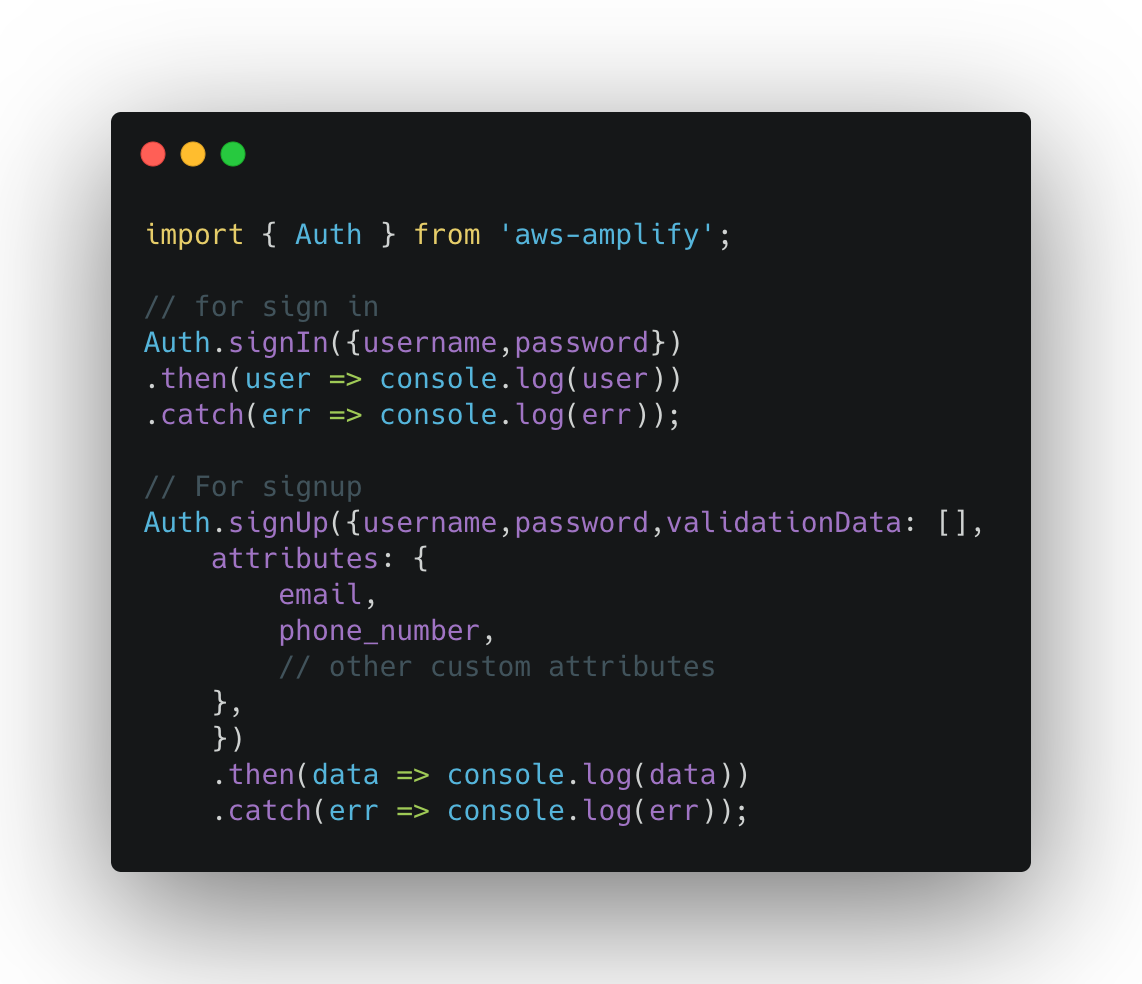 import { Auth } from 'aws-amplify';

// for sign in
Auth.signIn({username,password})
.then(user => console.log(user))
.catch(err => console.log(err));

// For signup
Auth.signUp({username,password,validationData: [],
    attributes: {
        email,
        phone_number,
        // other custom attributes
    },
    })
    .then(data => console.log(data))
    .catch(err => console.log(err));